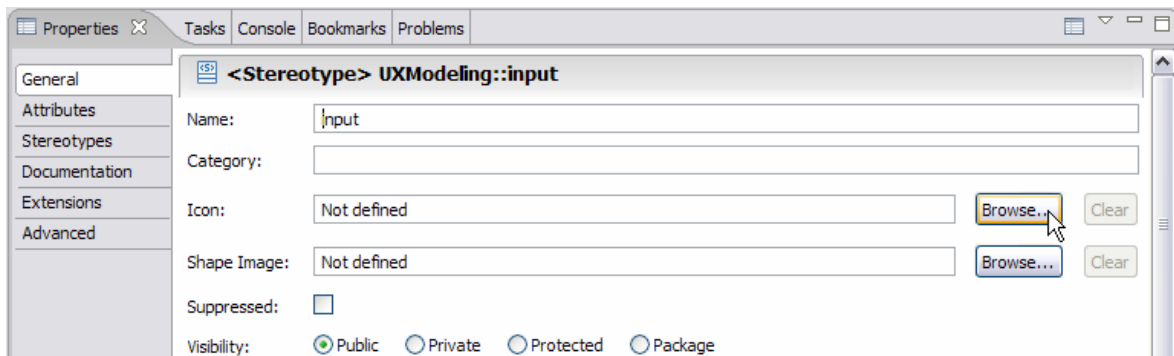 Properties Tasks Console Bookmarks Problems
General
Attributes
Stereotypes
Documentation
Extensions
Advanced
<Stereotype> UXModeling::input
Name: input
Category:
Icon: Not defined Browse... Clear
Shape Image: Not defined Browse... Clear
Suppressed:
Visibility: Public Private Protected Package